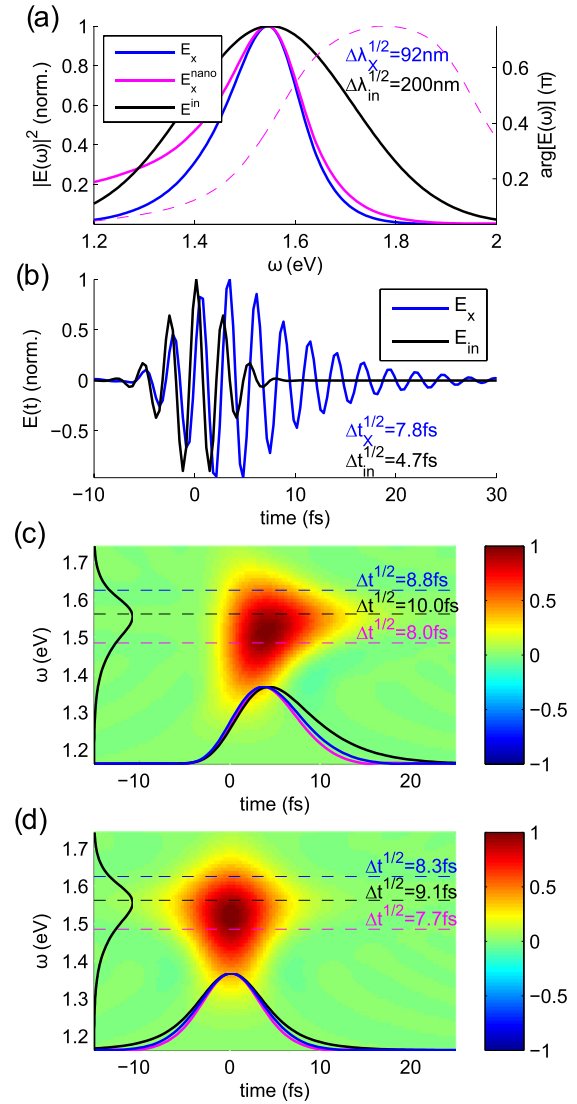 (a)
E_x
E_x^nano
E^in
Δλ_X^1/2=92nm
Δλ_in^1/2=200nm
|E(ω)|^2 (norm.)
1
0.8
0.6
0.4
0.2
arg[E(ω)] (π)
0.6
0.4
0.2
1.2 1.4 1.6 1.8 2
ω (eV)
(b)
E_x
E_in
E(t) (norm.)
1
0.5
0
−0.5
Δt_X^1/2=7.8fs
Δt_in^1/2=4.7fs
−10 0 10 20 30
time (fs)
(c)
ω (eV)
1.7
1.6
1.5
1.4
1.3
1.2
Δt^1/2=8.8fs
Δt^1/2=10.0fs
Δt^1/2=8.0fs
1
0.5
0
−0.5
−1
−10 0 10 20
time (fs)
(d)
ω (eV)
1.7
1.6
1.5
1.4
1.3
1.2
Δt^1/2=8.3fs
Δt^1/2=9.1fs
Δt^1/2=7.7fs
1
0.5
0
−0.5
−1
−10 0 10 20
time (fs)